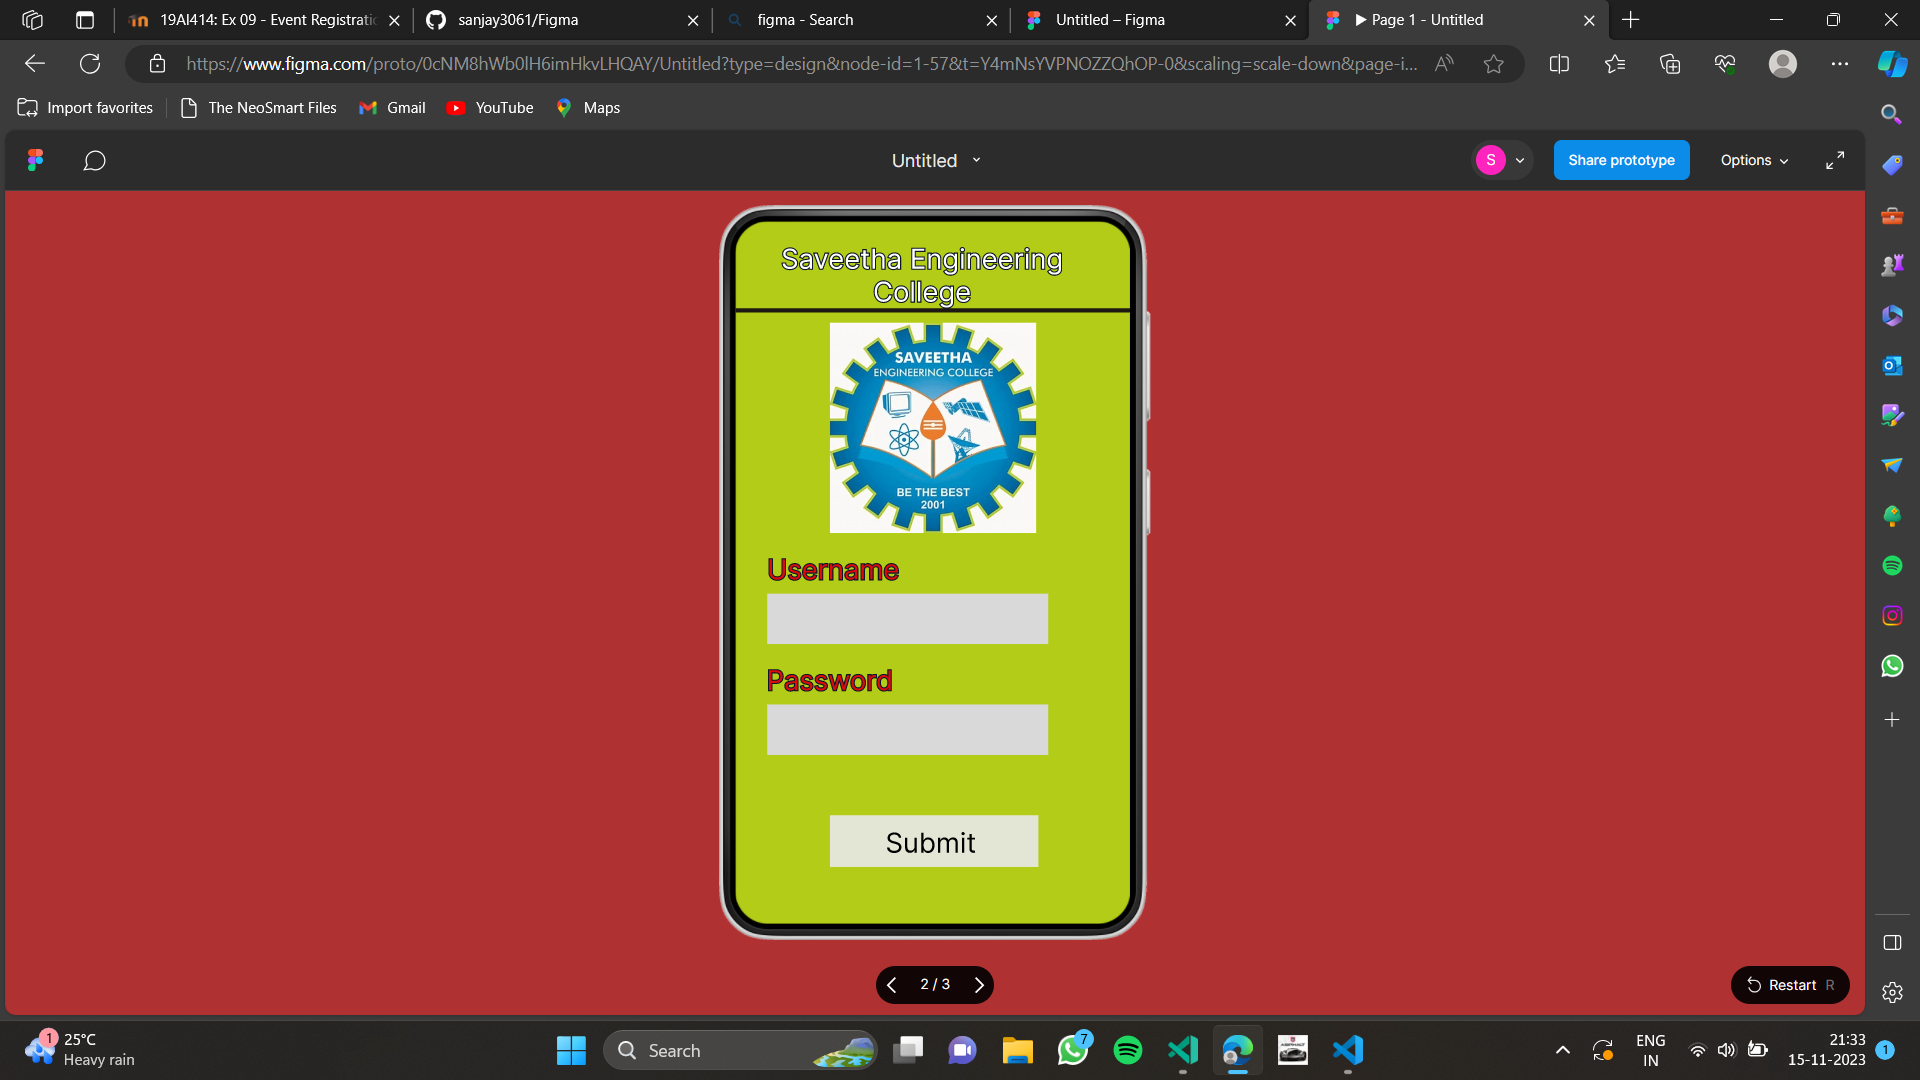 19AI414: Ex 09 - Event Registratic
sanjay3061/Figma
figma - Search
Untitled – Figma
▶ Page 1 - Untitled
https://www.figma.com/proto/0cNM8hWb0lH6imHkvLHQAY/Untitled?type=design&node-id=1-57&t=Y4mNsYVPNOZZQhOP-0&scaling=scale-down&page-i...
Import favorites
The NeoSmart Files
Gmail
YouTube
Maps
Untitled
S
Share prototype
Options
Saveetha Engineering
College
SAVEETHA
ENGINEERING COLLEGE
BE THE BEST
2001
Username
Password
Submit
2 / 3
Restart R
1
25°C
Heavy rain
Search
7
ENG
IN
21:33
15-11-2023
1